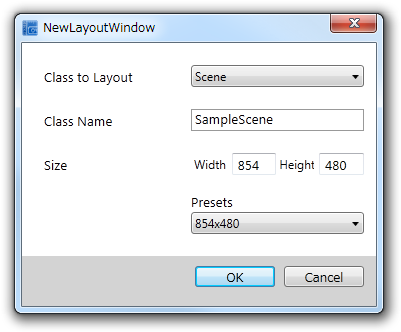 NewLayoutWindow
Class to Layout Scene
Class Name SampleScene
Size Width 854 Height 480
Presets
854x480
OK Cancel